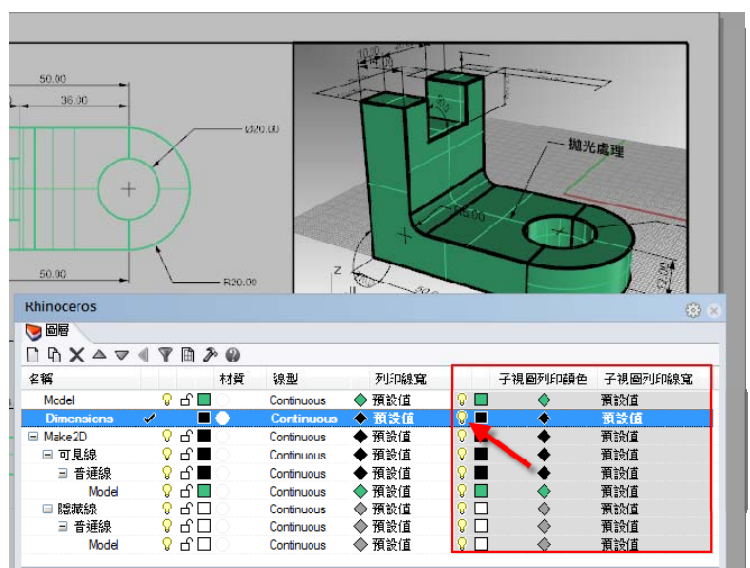 50.00
36.00
Ø20.00
50.00
R20.00
拋光處理
R5.00
Z
Rhinoceros
圖層
名稱 材質 線型 列印線寬 子視圖列印顏色 子視圖列印線寬
Model Continuous 預設值 預設值
Dimensions Continuous 預設值 預設值
Make2D Continuous 預設值 預設值
可見線 Continuous 預設值 預設值
普通線 Continuous 預設值 預設值
Model Continuous 預設值 預設值
隱藏線 Continuous 預設值 預設值
普通線 Continuous 預設值 預設值
Model Continuous 預設值 預設值